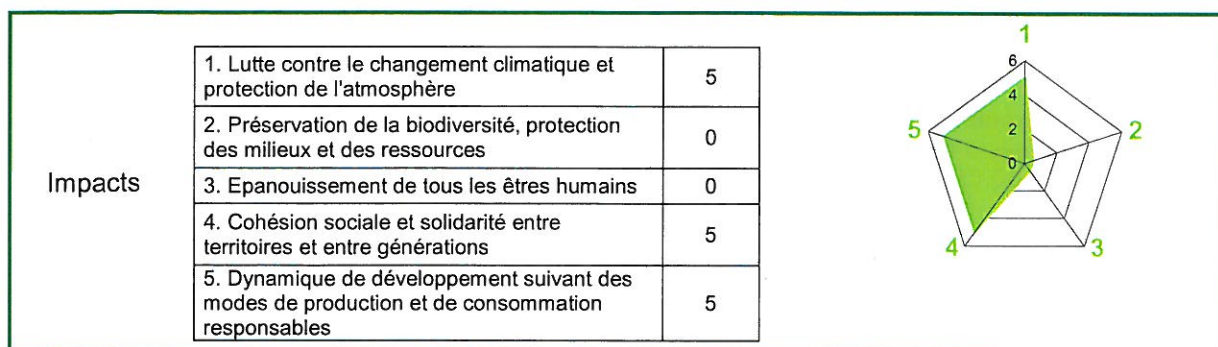 Impacts
1. Lutte contre le changement climatique et
protection de l'atmosphère
5
2. Préservation de la biodiversité, protection
des milieux et des ressources
0
3. Epanouissement de tous les êtres humains
0
4. Cohésion sociale et solidarité entre
territoires et entre générations
5
5. Dynamique de développement suivant des
modes de production et de consommation
responsables
5
1
6
4
2
0
5
2
4
3